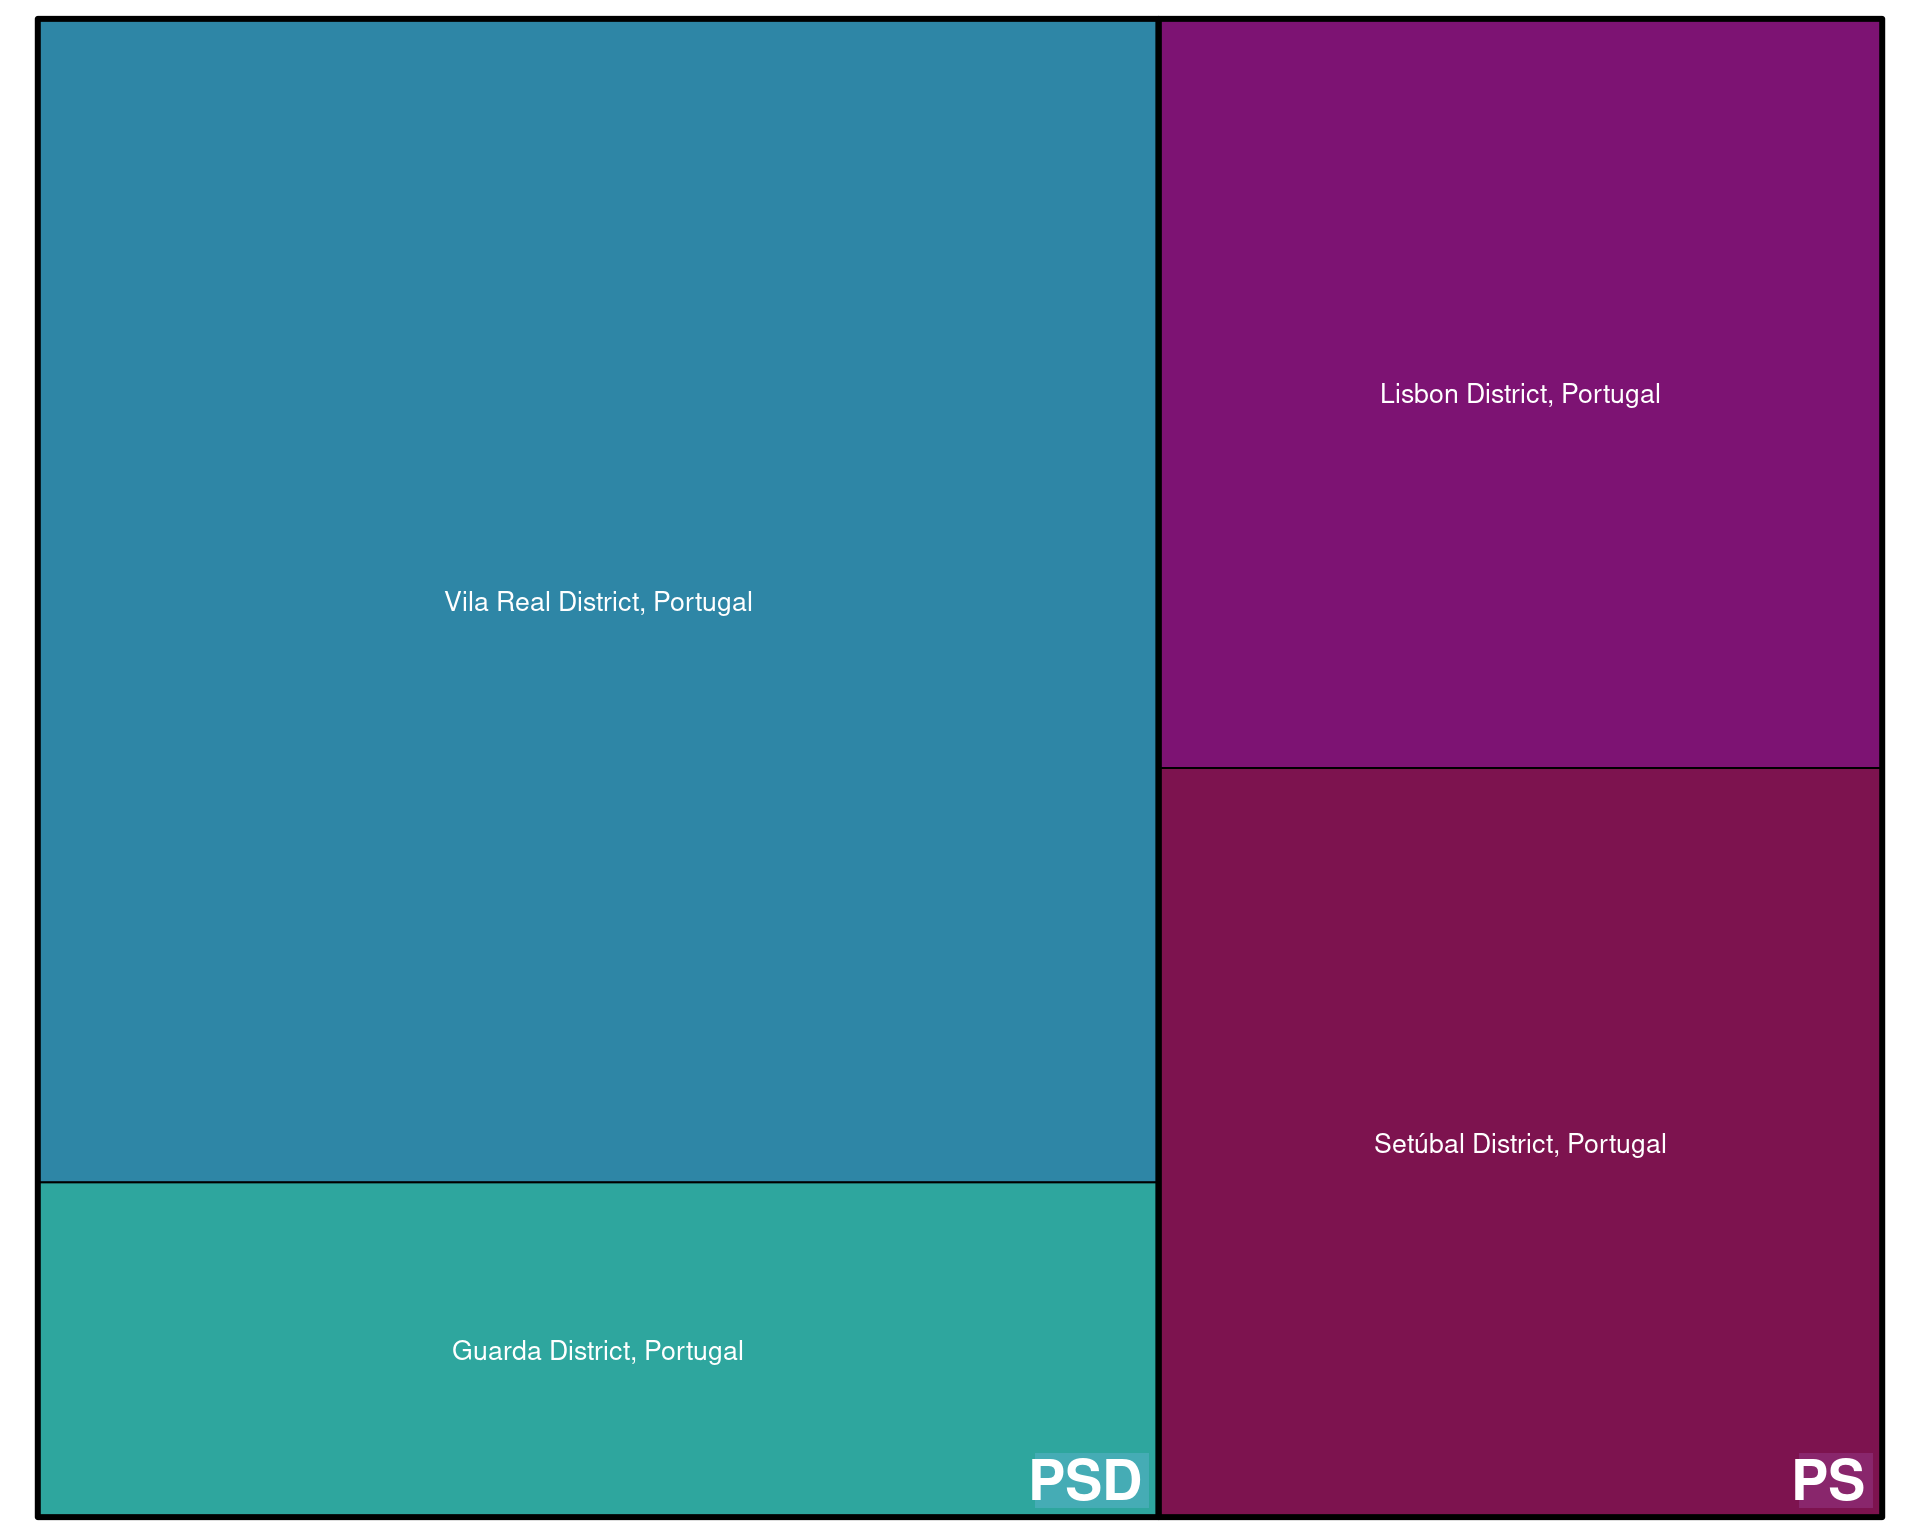 Vila Real District, Portugal
Guarda District, Portugal
PSD
Lisbon District, Portugal
Setúbal District, Portugal
PS